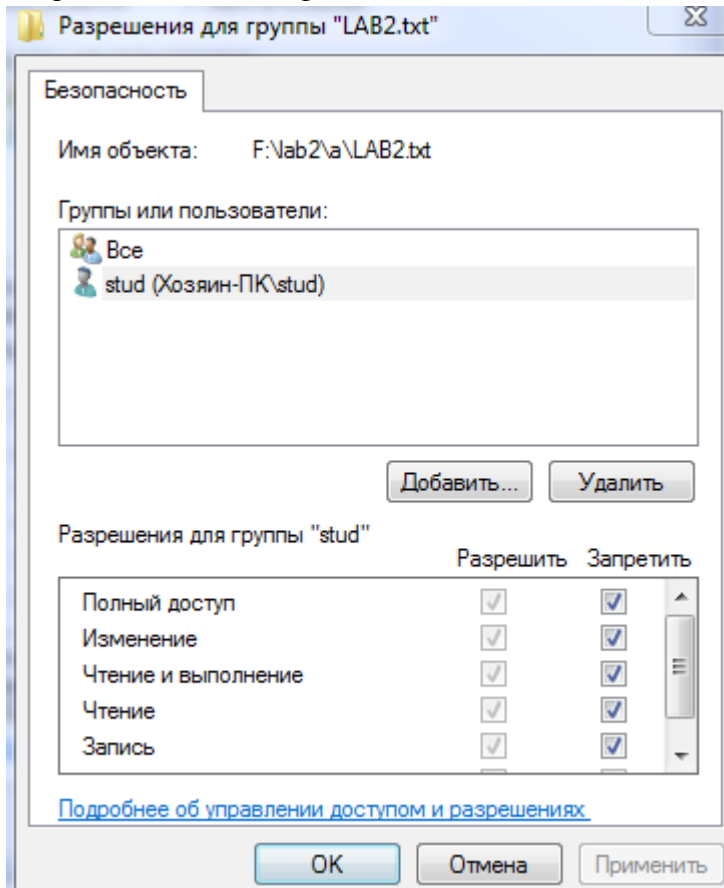 Разрешения для группы "LAB2.txt"
Безопасность
Имя объекта: F:\lab2\a\LAB2.txt
Группы или пользователи:
Все
stud (Хозяин-ПК\stud)
Добавить... Удалить
Разрешения для группы "stud"
Разрешить Запретить
Полный доступ
Изменение
Чтение и выполнение
Чтение
Запись
Подробнее об управлении доступом и разрешениях
ОК Отмена Применить